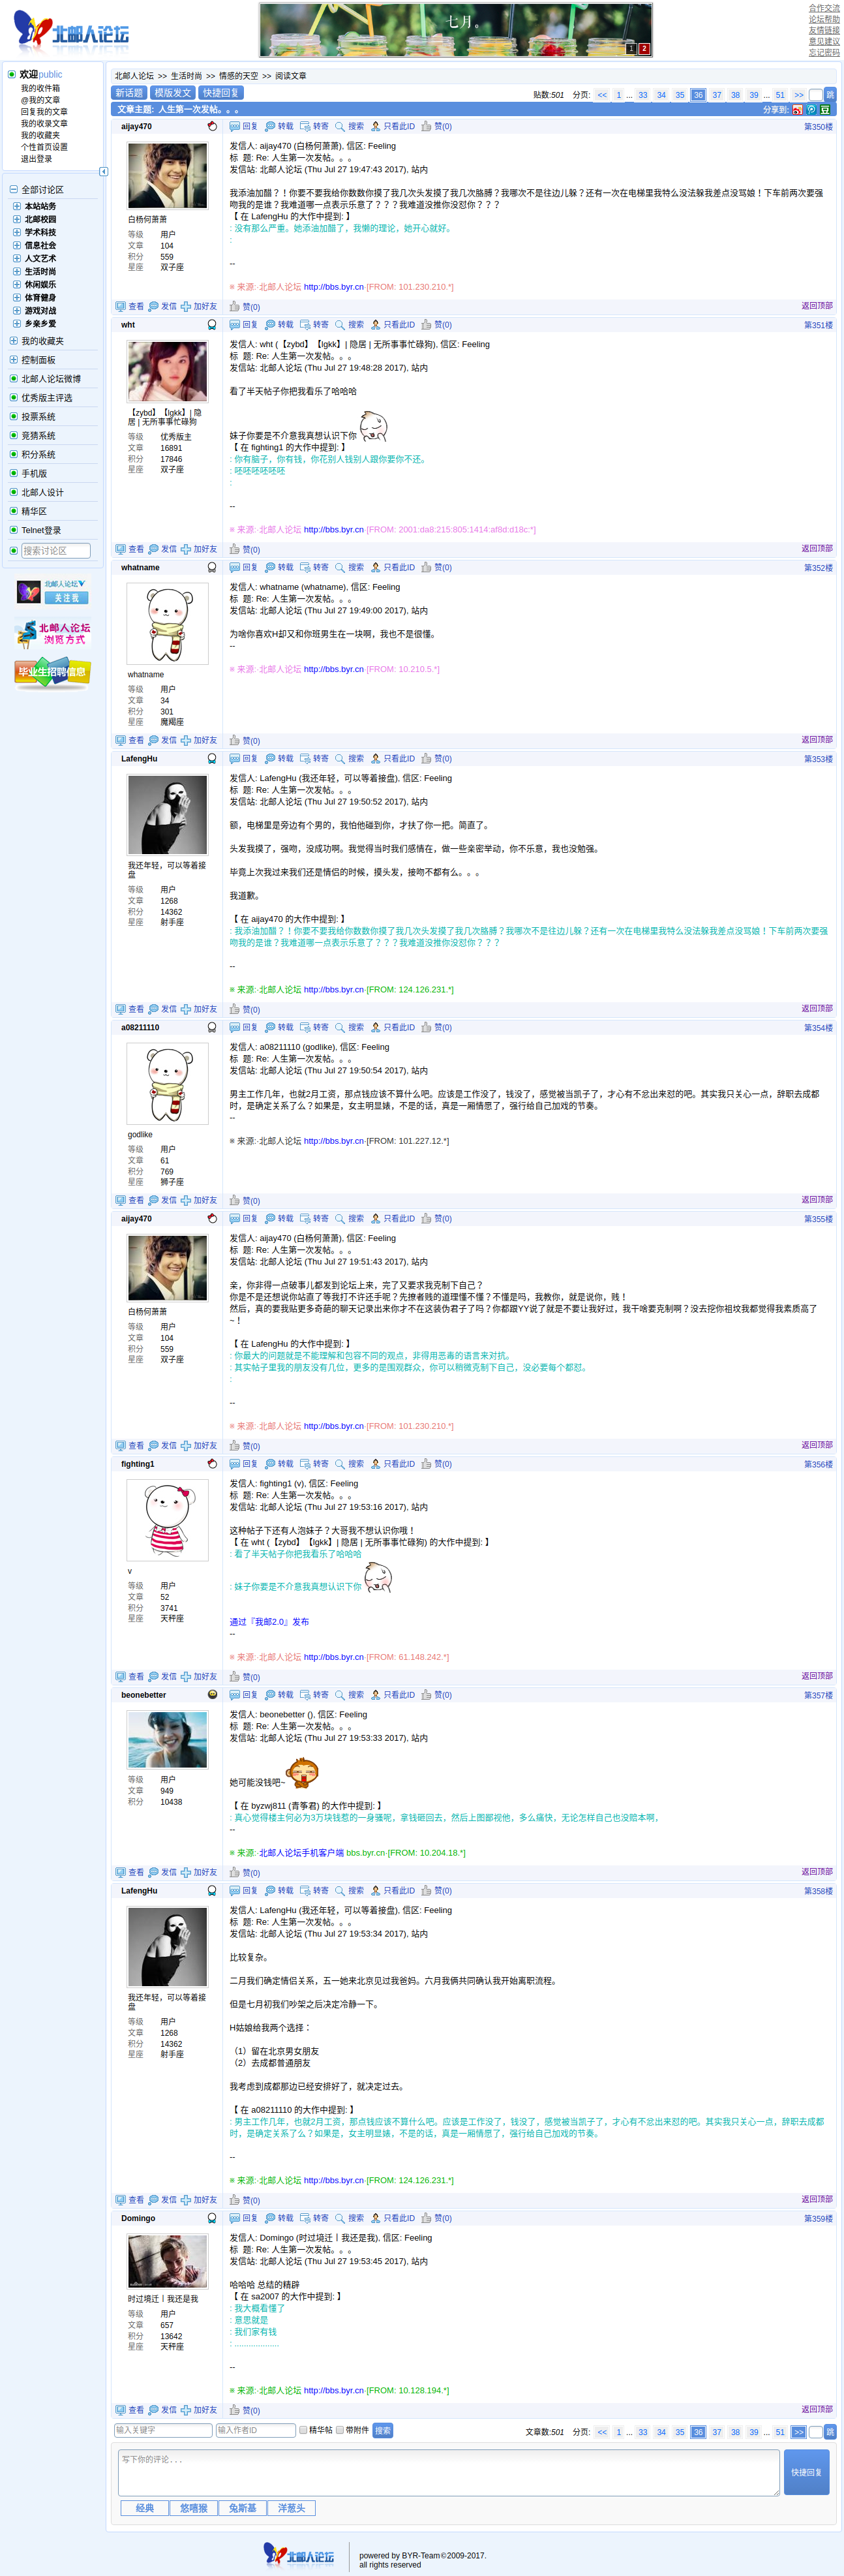 北邮人论坛
七月。
1 2
合作交流
论坛帮助
友情链接
意见建议
忘记密码
欢迎public
我的收件箱
@我的文章
回复我的文章
我的收录文章
我的收藏夹
个性首页设置
退出登录
全部讨论区
本站站务
北邮校园
学术科技
信息社会
人文艺术
生活时尚
休闲娱乐
体育健身
游戏对战
乡亲乡爱
我的收藏夹
控制面板
北邮人论坛微博
优秀版主评选
投票系统
竞猜系统
积分系统
手机版
北邮人设计
精华区
Telnet登录
搜索讨论区
北邮人论坛
关注我
北邮人论坛
浏览方式
毕业生招聘信息
北邮人论坛 >> 生活时尚 >> 情感的天空 >> 阅读文章
新话题 模版发文 快捷回复
贴数:501 分页: << 1 ... 33 34 35 36 37 38 39 ... 51 >> 跳
文章主题: 人生第一次发帖。。。
分享到:
aijay470
回复 转载 转寄 搜索 只看此ID 赞(0) 第350楼
白杨何萧萧
等级 用户
文章 104
积分 559
星座 双子座
发信人: aijay470 (白杨何萧萧), 信区: Feeling
标 题: Re: 人生第一次发帖。。。
发信站: 北邮人论坛 (Thu Jul 27 19:47:43 2017), 站内
我添油加醋？！你要不要我给你数数你摸了我几次头发摸了我几次胳膊？我哪次不是往边儿躲？还有一次在电梯里我特么没法躲我差点没骂娘！下车前两次要强吻我的是谁？我难道哪一点表示乐意了？？？我难道没推你没怼你？？？
【 在 LafengHu 的大作中提到: 】
: 没有那么严重。她添油加醋了，我懒的理论，她开心就好。
:
--
※ 来源:·北邮人论坛 http://bbs.byr.cn·[FROM: 101.230.210.*]
查看 发信 加好友 赞(0) 返回顶部
wht
回复 转载 转寄 搜索 只看此ID 赞(0) 第351楼
【zybd】【lgkk】| 隐居 | 无所事事忙碌狗
等级 优秀版主
文章 16891
积分 17846
星座 双子座
发信人: wht (【zybd】【lgkk】| 隐居 | 无所事事忙碌狗), 信区: Feeling
标 题: Re: 人生第一次发帖。。。
发信站: 北邮人论坛 (Thu Jul 27 19:48:28 2017), 站内
看了半天帖子你把我看乐了哈哈哈
妹子你要是不介意我真想认识下你
【 在 fighting1 的大作中提到: 】
: 你有脑子，你有钱，你花别人钱别人跟你要你不还。
: 呸呸呸呸呸呸
:
--
※ 来源:·北邮人论坛 http://bbs.byr.cn·[FROM: 2001:da8:215:805:1414:af8d:d18c:*]
查看 发信 加好友 赞(0) 返回顶部
whatname
回复 转载 转寄 搜索 只看此ID 赞(0) 第352楼
whatname
等级 用户
文章 34
积分 301
星座 魔羯座
发信人: whatname (whatname), 信区: Feeling
标 题: Re: 人生第一次发帖。。。
发信站: 北邮人论坛 (Thu Jul 27 19:49:00 2017), 站内
为啥你喜欢H却又和你班男生在一块啊，我也不是很懂。
--
※ 来源:·北邮人论坛 http://bbs.byr.cn·[FROM: 10.210.5.*]
查看 发信 加好友 赞(0) 返回顶部
LafengHu
回复 转载 转寄 搜索 只看此ID 赞(0) 第353楼
我还年轻，可以等着接盘
等级 用户
文章 1268
积分 14362
星座 射手座
发信人: LafengHu (我还年轻，可以等着接盘), 信区: Feeling
标 题: Re: 人生第一次发帖。。。
发信站: 北邮人论坛 (Thu Jul 27 19:50:52 2017), 站内
额，电梯里是旁边有个男的，我怕他碰到你，才扶了你一把。简直了。
头发我摸了，强吻，没成功啊。我觉得当时我们感情在，做一些亲密举动，你不乐意，我也没勉强。
毕竟上次我过来我们还是情侣的时候，摸头发，接吻不都有么。。。
我道歉。
【 在 aijay470 的大作中提到: 】
: 我添油加醋？！你要不要我给你数数你摸了我几次头发摸了我几次胳膊？我哪次不是往边儿躲？还有一次在电梯里我特么没法躲我差点没骂娘！下车前两次要强吻我的是谁？我难道哪一点表示乐意了？？？我难道没推你没怼你？？？
--
※ 来源:·北邮人论坛 http://bbs.byr.cn·[FROM: 124.126.231.*]
查看 发信 加好友 赞(0) 返回顶部
a08211110
回复 转载 转寄 搜索 只看此ID 赞(0) 第354楼
godlike
等级 用户
文章 61
积分 769
星座 狮子座
发信人: a08211110 (godlike), 信区: Feeling
标 题: Re: 人生第一次发帖。。。
发信站: 北邮人论坛 (Thu Jul 27 19:50:54 2017), 站内
男主工作几年，也就2月工资，那点钱应该不算什么吧。应该是工作没了，钱没了，感觉被当凯子了，才心有不忿出来怼的吧。其实我只关心一点，辞职去成都时，是确定关系了么？如果是，女主明显婊，不是的话，真是一厢情愿了，强行给自己加戏的节奏。
--
※ 来源:·北邮人论坛 http://bbs.byr.cn·[FROM: 101.227.12.*]
查看 发信 加好友 赞(0) 返回顶部
aijay470
回复 转载 转寄 搜索 只看此ID 赞(0) 第355楼
白杨何萧萧
等级 用户
文章 104
积分 559
星座 双子座
发信人: aijay470 (白杨何萧萧), 信区: Feeling
标 题: Re: 人生第一次发帖。。。
发信站: 北邮人论坛 (Thu Jul 27 19:51:43 2017), 站内
亲，你非得一点破事儿都发到论坛上来，完了又要求我克制下自己？
你是不是还想说你站直了等我打不许还手呢？先撩者贱的道理懂不懂？不懂是吗，我教你，就是说你，贱！
然后，真的要我贴更多奇葩的聊天记录出来你才不在这装伪君子了吗？你都跟YY说了就是不要让我好过，我干啥要克制啊？没去挖你祖坟我都觉得我素质高了~！
【 在 LafengHu 的大作中提到: 】
: 你最大的问题就是不能理解和包容不同的观点，非得用恶毒的语言来对抗。
: 其实帖子里我的朋友没有几位，更多的是围观群众，你可以稍微克制下自己，没必要每个都怼。
:
--
※ 来源:·北邮人论坛 http://bbs.byr.cn·[FROM: 101.230.210.*]
查看 发信 加好友 赞(0) 返回顶部
fighting1
回复 转载 转寄 搜索 只看此ID 赞(0) 第356楼
v
等级 用户
文章 52
积分 3741
星座 天秤座
发信人: fighting1 (v), 信区: Feeling
标 题: Re: 人生第一次发帖。。。
发信站: 北邮人论坛 (Thu Jul 27 19:53:16 2017), 站内
这种帖子下还有人泡妹子？大哥我不想认识你哦！
【 在 wht (【zybd】【lgkk】| 隐居 | 无所事事忙碌狗) 的大作中提到: 】
: 看了半天帖子你把我看乐了哈哈哈
: 妹子你要是不介意我真想认识下你
通过『我邮2.0』发布
--
※ 来源:·北邮人论坛 http://bbs.byr.cn·[FROM: 61.148.242.*]
查看 发信 加好友 赞(0) 返回顶部
beonebetter
回复 转载 转寄 搜索 只看此ID 赞(0) 第357楼
等级 用户
文章 949
积分 10438
发信人: beonebetter (), 信区: Feeling
标 题: Re: 人生第一次发帖。。。
发信站: 北邮人论坛 (Thu Jul 27 19:53:33 2017), 站内
她可能没钱吧~
【 在 byzwj811 (青筝君) 的大作中提到: 】
: 真心觉得楼主何必为3万块钱惹的一身骚呢，拿钱砸回去，然后上图鄙视他，多么痛快，无论怎样自己也没赔本啊，
--
※ 来源:·北邮人论坛手机客户端 bbs.byr.cn·[FROM: 10.204.18.*]
查看 发信 加好友 赞(0) 返回顶部
LafengHu
回复 转载 转寄 搜索 只看此ID 赞(0) 第358楼
我还年轻，可以等着接盘
等级 用户
文章 1268
积分 14362
星座 射手座
发信人: LafengHu (我还年轻，可以等着接盘), 信区: Feeling
标 题: Re: 人生第一次发帖。。。
发信站: 北邮人论坛 (Thu Jul 27 19:53:34 2017), 站内
比较复杂。
二月我们确定情侣关系，五一她来北京见过我爸妈。六月我俩共同确认我开始离职流程。
但是七月初我们吵架之后决定冷静一下。
H姑娘给我两个选择：
（1）留在北京男女朋友
（2）去成都普通朋友
我考虑到成都那边已经安排好了，就决定过去。
【 在 a08211110 的大作中提到: 】
: 男主工作几年，也就2月工资，那点钱应该不算什么吧。应该是工作没了，钱没了，感觉被当凯子了，才心有不忿出来怼的吧。其实我只关心一点，辞职去成都时，是确定关系了么？如果是，女主明显婊，不是的话，真是一厢情愿了，强行给自己加戏的节奏。
--
※ 来源:·北邮人论坛 http://bbs.byr.cn·[FROM: 124.126.231.*]
查看 发信 加好友 赞(0) 返回顶部
Domingo
回复 转载 转寄 搜索 只看此ID 赞(0) 第359楼
时过境迁丨我还是我
等级 用户
文章 657
积分 13642
星座 天秤座
发信人: Domingo (时过境迁丨我还是我), 信区: Feeling
标 题: Re: 人生第一次发帖。。。
发信站: 北邮人论坛 (Thu Jul 27 19:53:45 2017), 站内
哈哈哈 总结的精辟
【 在 sa2007 的大作中提到: 】
: 我大概看懂了
: 意思就是
: 我们家有钱
: ...................
--
※ 来源:·北邮人论坛 http://bbs.byr.cn·[FROM: 10.128.194.*]
查看 发信 加好友 赞(0) 返回顶部
输入关键字 输入作者ID 精华帖 带附件 搜索
文章数:501 分页: << 1 ... 33 34 35 36 37 38 39 ... 51 >> 跳
写下你的评论...
快捷回复
经典 悠嘻猴 兔斯基 洋葱头
北邮人论坛
powered by BYR-Team©2009-2017.
all rights reserved